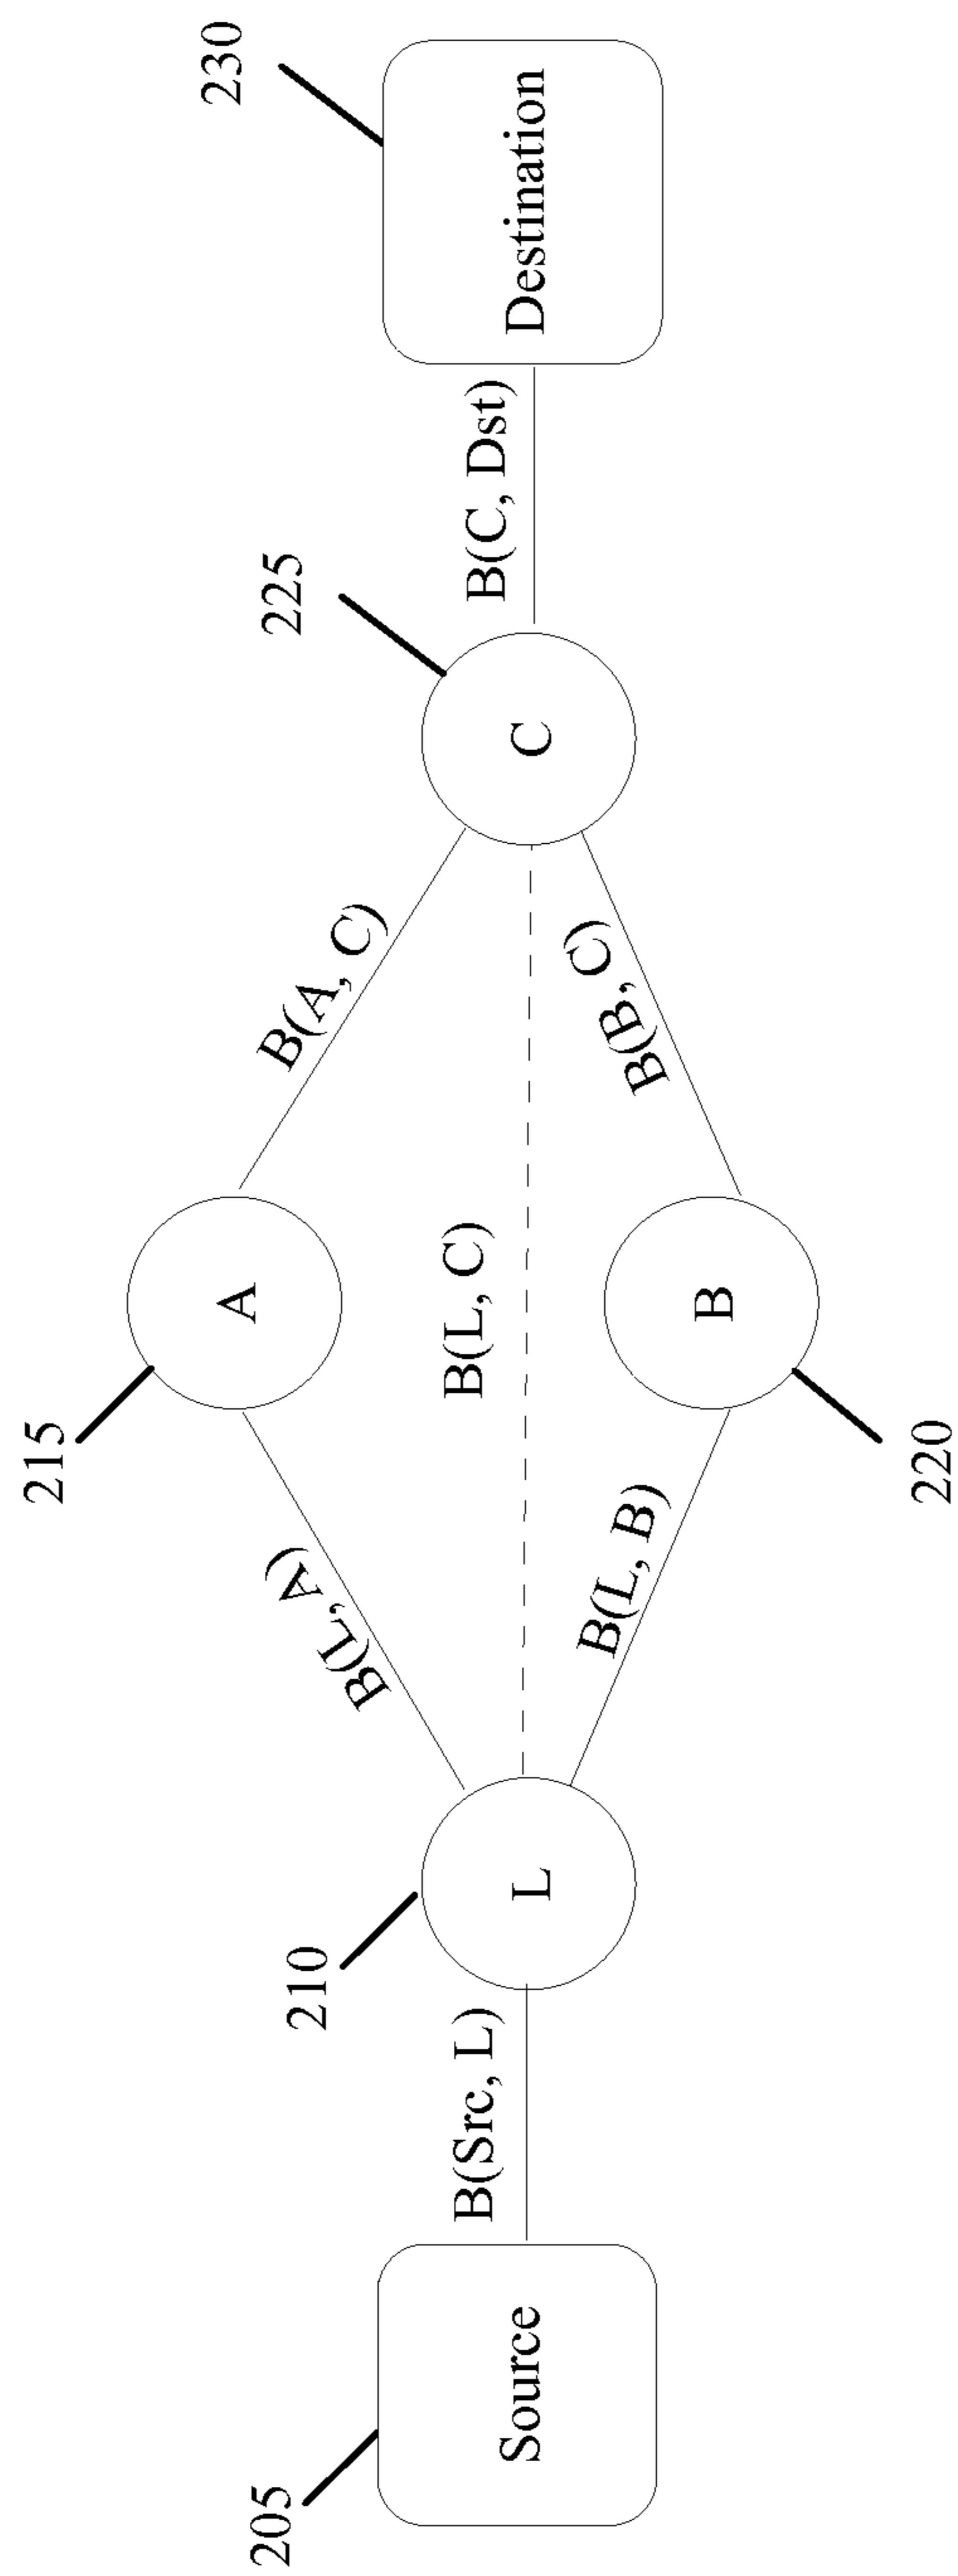 205
Source
B(Src, L)
210
L
B(L, A)
B(L, B)
215
A
B(L, C)
B
220
B(A, C)
B(B, C)
225
C
B(C, Dst)
230
Destination